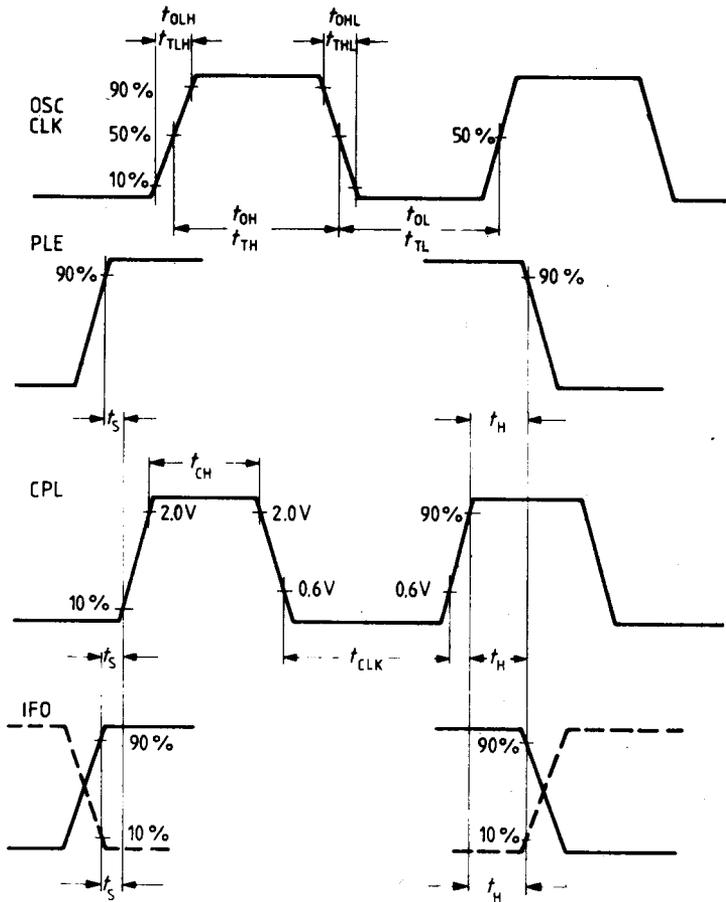 tOLH tOHL
tTLH tTHL
90%
OSC
CLK
50% 50%
10%
tOH tOL
tTH tTL
PLE
90% 90%
tS tH
tCH
CPL
2.0V 2.0V 90%
10% 0.6V 0.6V
tS tCLK tH
IFO
90% 90%
10% 10%
tS tH